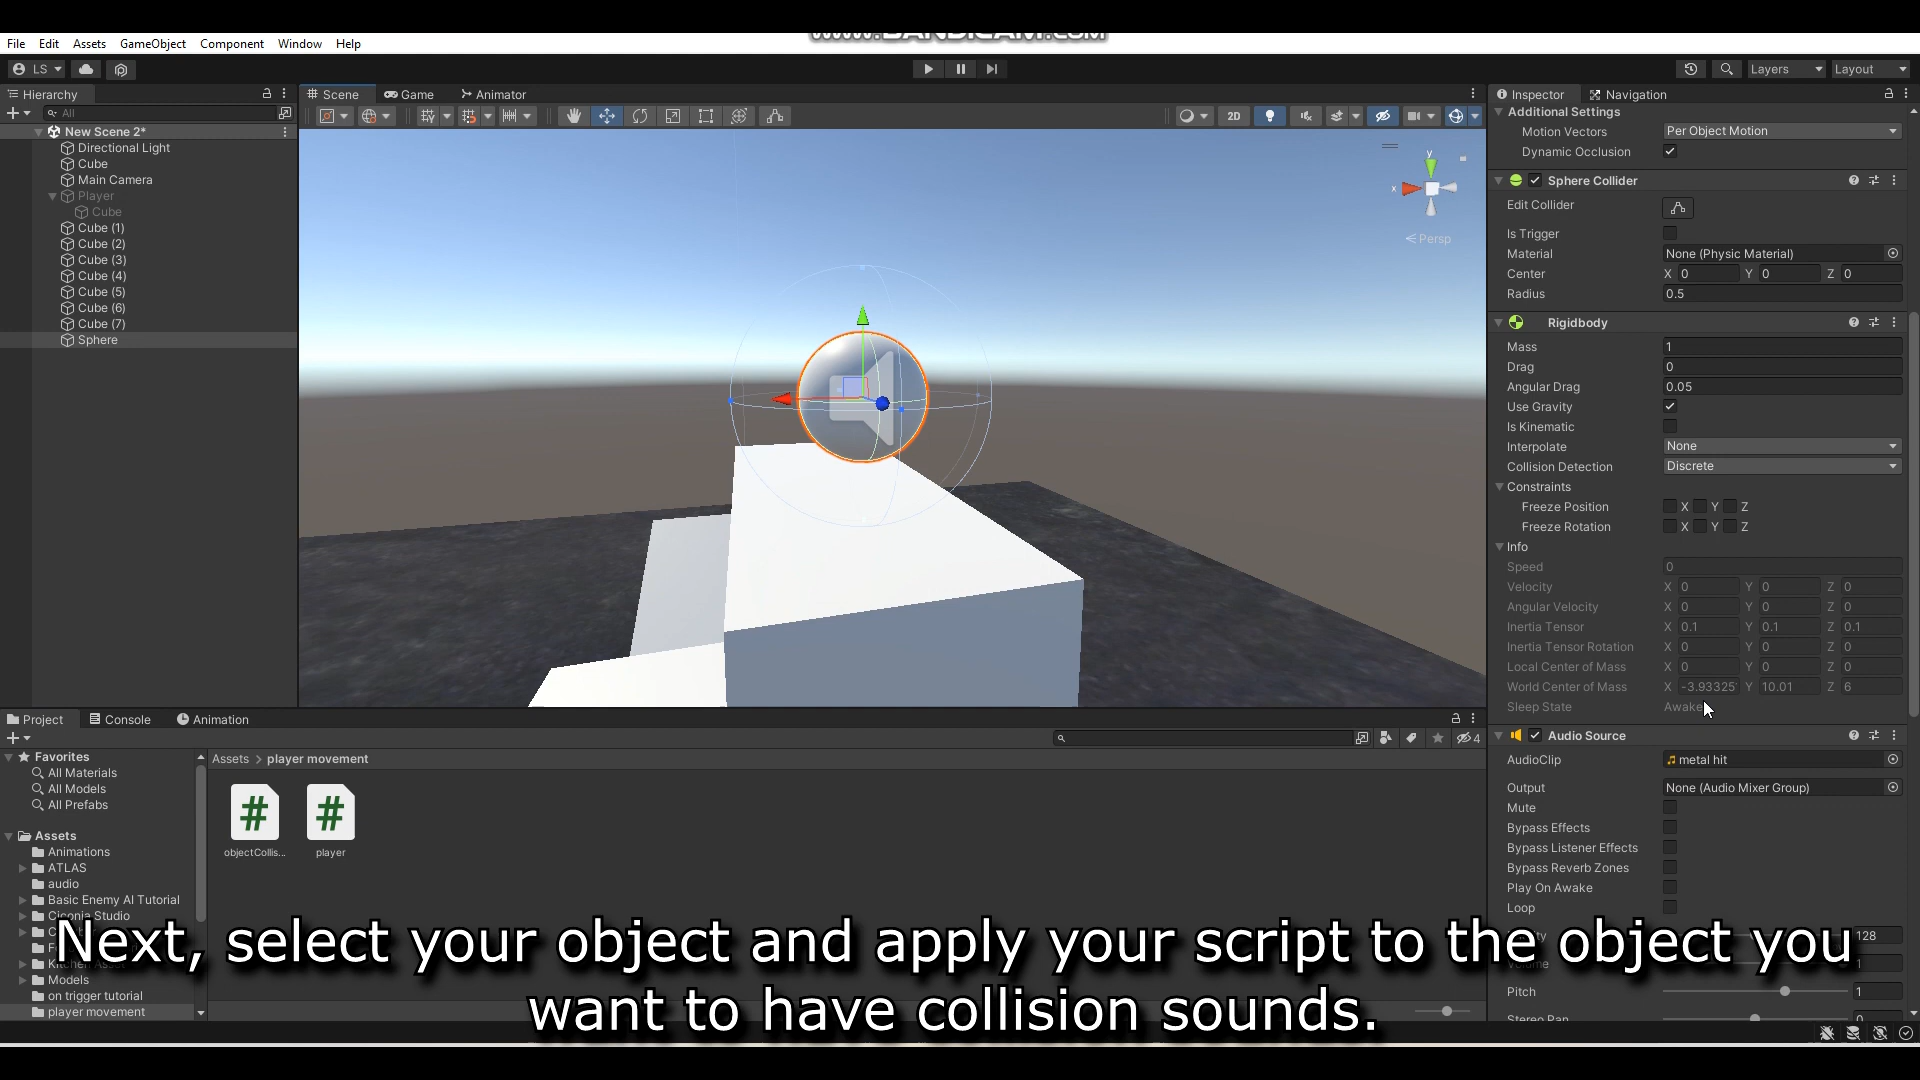 www.BANDICAM.com
File Edit Assets GameObject Component Window Help
LS Layers Layout
Hierarchy
All
New Scene 2*
Directional Light
Cube
Main Camera
Player
Cube
Cube (1)
Cube (2)
Cube (3)
Cube (4)
Cube (5)
Cube (6)
Cube (7)
Sphere
Scene Game Animator
2D
y
x
Persp
Inspector Navigation
Additional Settings
Motion Vectors Per Object Motion
Dynamic Occlusion
Sphere Collider
Edit Collider
Is Trigger
Material None (Physic Material)
Center X 0 Y 0 Z 0
Radius 0.5
Rigidbody
Mass 1
Drag 0
Angular Drag 0.05
Use Gravity
Is Kinematic
Interpolate None
Collision Detection Discrete
Constraints
Freeze Position X Y Z
Freeze Rotation X Y Z
Info
Speed 0
Velocity X 0 Y 0 Z 0
Angular Velocity X 0 Y 0 Z 0
Inertia Tensor X 0.1 Y 0.1 Z 0.1
Inertia Tensor Rotation X 0 Y 0 Z 0
Local Center of Mass X 0 Y 0 Z 0
World Center of Mass X -3.93325 Y 10.01 Z 6
Sleep State Awake
Audio Source
AudioClip metal hit
Output None (Audio Mixer Group)
Mute
Bypass Effects
Bypass Listener Effects
Bypass Reverb Zones
Play On Awake
Loop
128
Volume 1
Pitch 1
Stereo Pan 0
Project Console Animation
4
Favorites
All Materials
All Models
All Prefabs
Assets
Animations
ATLAS
audio
Basic Enemy AI Tutorial
Ciconia Studio
Models
on trigger tutorial
player movement
Assets > player movement
objectCollis...
player
Next, select your object and apply your script to the object you
want to have collision sounds.